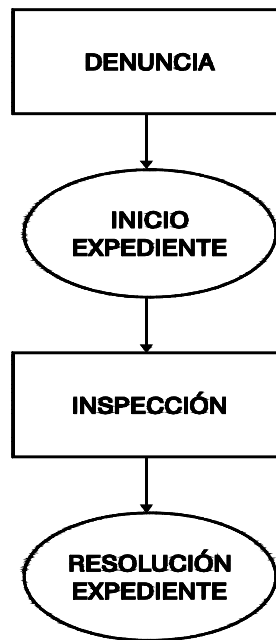 DENUNCIA
INICIO
EXPEDIENTE
INSPECCIÓN
RESOLUCIÓN
EXPEDIENTE